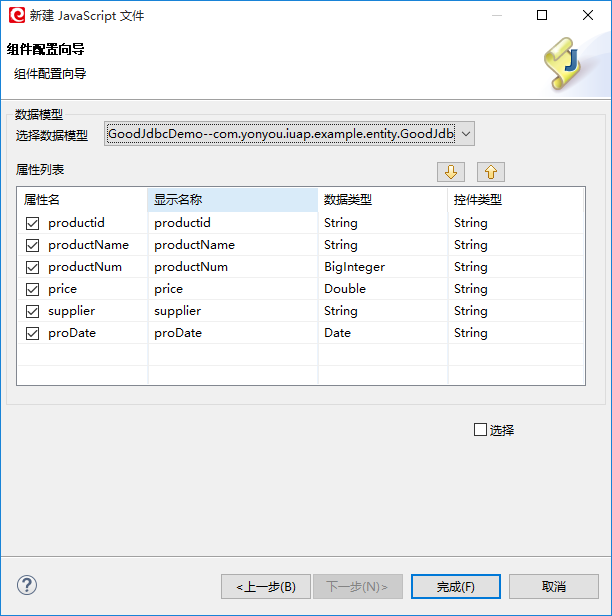 新建 JavaScript 文件
组件配置向导
组件配置向导
数据模型
选择数据模型 GoodJdbcDemo--com.yonyou.iuap.example.entity.GoodJdb
属性列表
属性名 显示名称 数据类型 控件类型
productid productid String String
productName productName String String
productNum productNum BigInteger String
price price Double String
supplier supplier String String
proDate proDate Date String
选择
<上一步(B) 下一步(N)> 完成(F) 取消